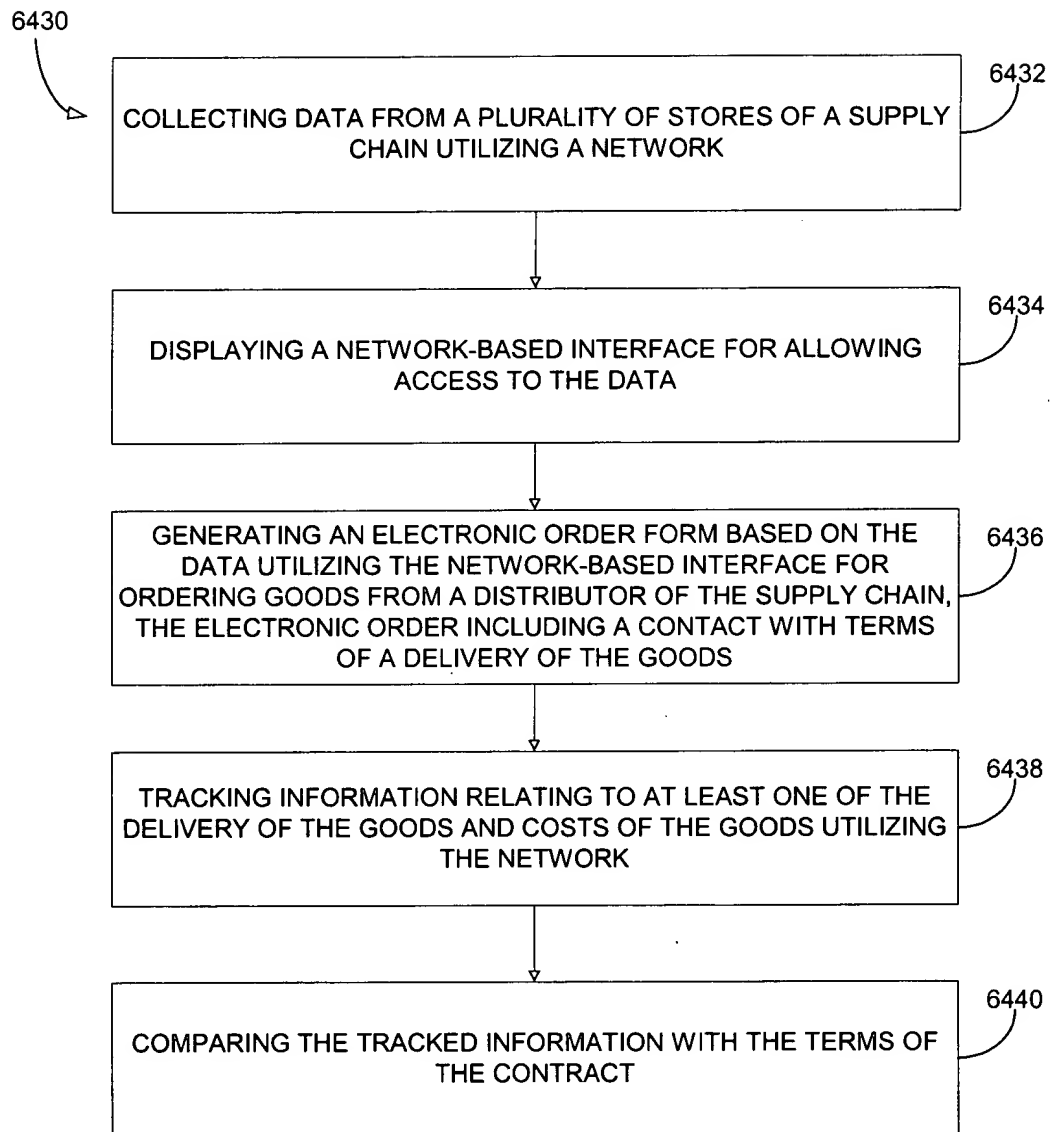 6430
6432
COLLECTING DATA FROM A PLURALITY OF STORES OF A SUPPLY
CHAIN UTILIZING A NETWORK
6434
DISPLAYING A NETWORK-BASED INTERFACE FOR ALLOWING
ACCESS TO THE DATA
6436
GENERATING AN ELECTRONIC ORDER FORM BASED ON THE
DATA UTILIZING THE NETWORK-BASED INTERFACE FOR
ORDERING GOODS FROM A DISTRIBUTOR OF THE SUPPLY CHAIN,
THE ELECTRONIC ORDER INCLUDING A CONTACT WITH TERMS
OF A DELIVERY OF THE GOODS
6438
TRACKING INFORMATION RELATING TO AT LEAST ONE OF THE
DELIVERY OF THE GOODS AND COSTS OF THE GOODS UTILIZING
THE NETWORK
6440
COMPARING THE TRACKED INFORMATION WITH THE TERMS OF
THE CONTRACT